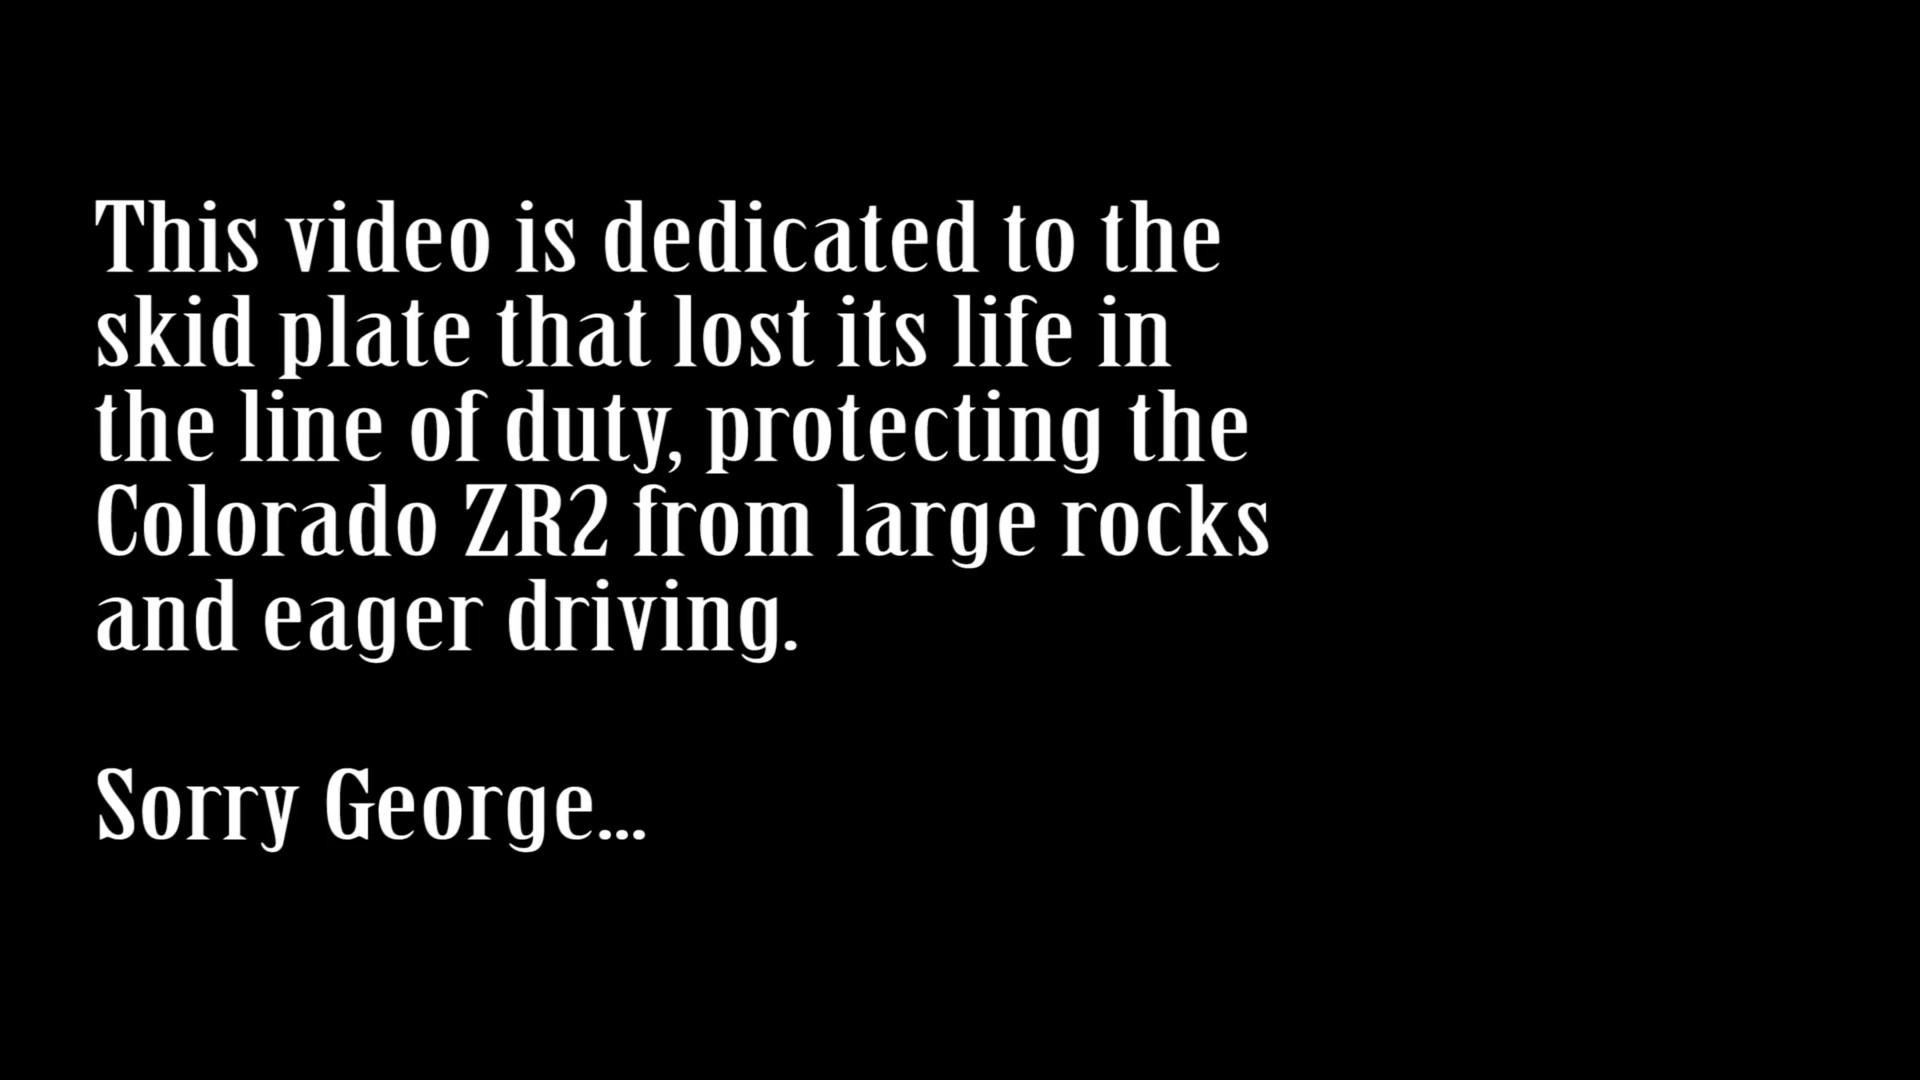 This video is dedicated to the
skid plate that lost its life in
the line of duty, protecting the
Colorado ZR2 from large rocks
and eager driving.
Sorry George...